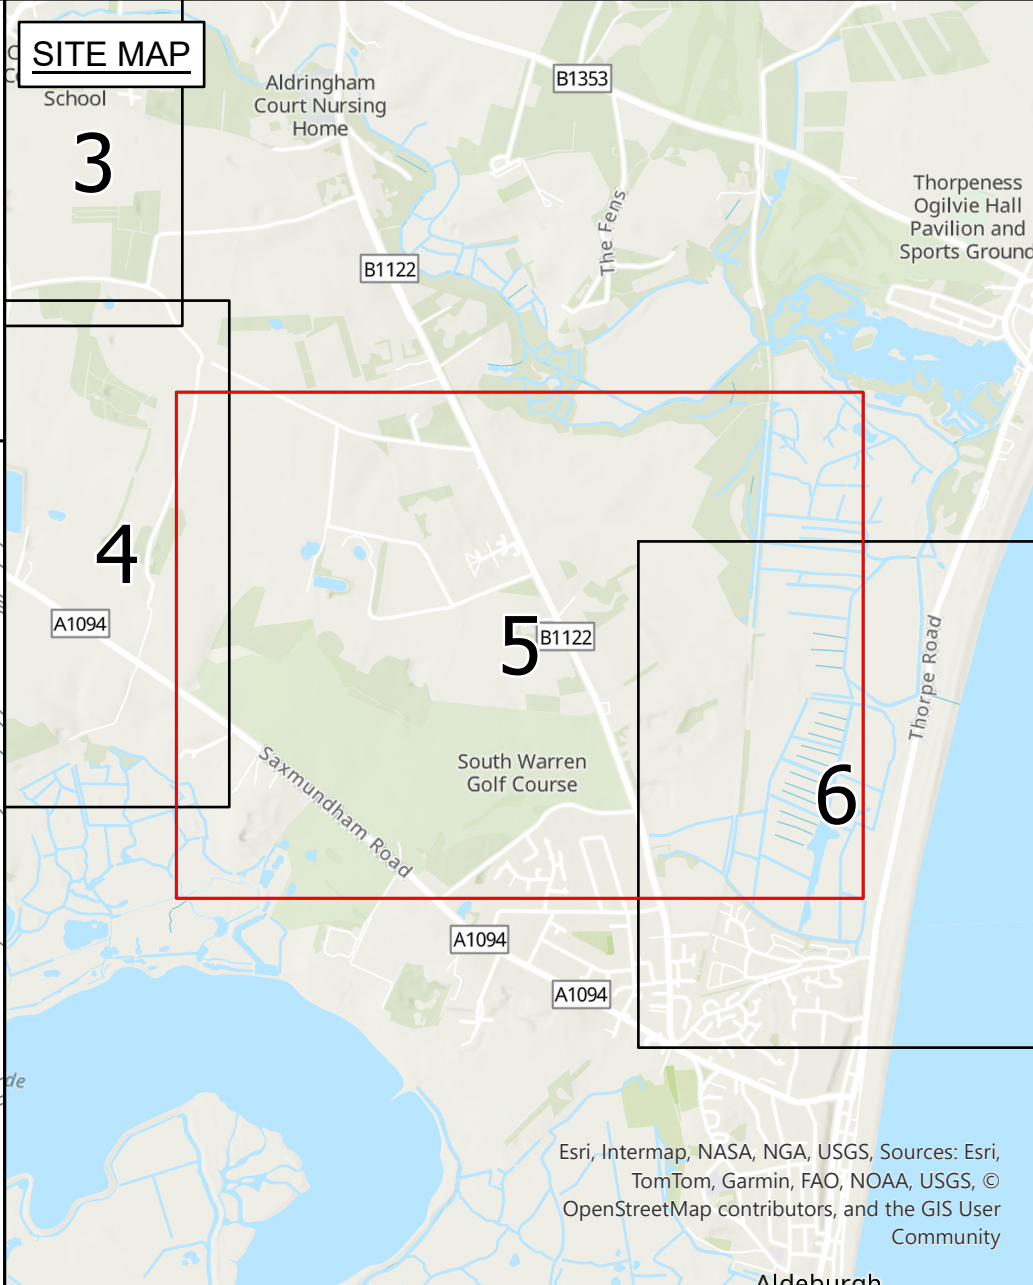 SITE MAP
School
3
Aldringham
Court Nursing
Home
B1353
Thorpeness
Ogilvie Hall
Pavilion and
Sports Ground
The Fens
B1122
4
A1094
5
B1122
Thorpe Road
South Warren
Golf Course
6
Saxmundham Road
A1094
A1094
Esri, Intermap, NASA, NGA, USGS, Sources: Esri,
TomTom, Garmin, FAO, NOAA, USGS, ©
OpenStreetMap contributors, and the GIS User
Community
Aldeburgh